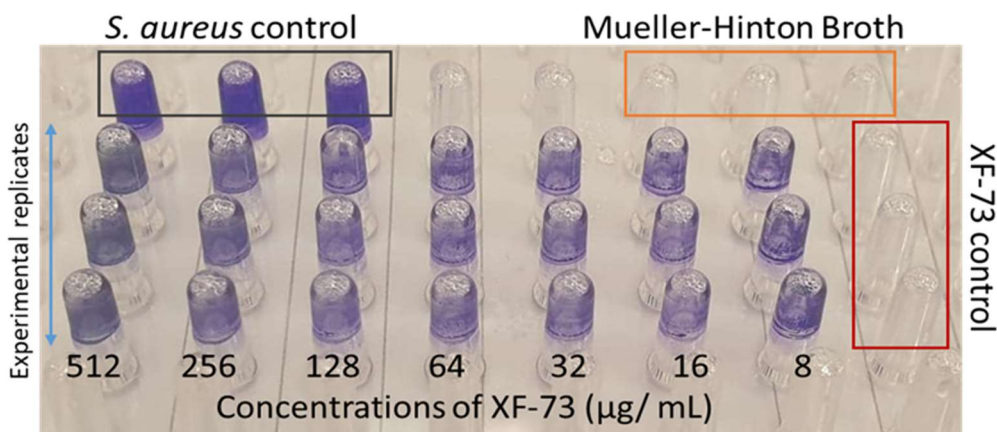 S. aureus control
Mueller-Hinton Broth
Experimental replicates
XF-73 control
512 256 128 64 32 16 8
Concentrations of XF-73 (µg/ mL)